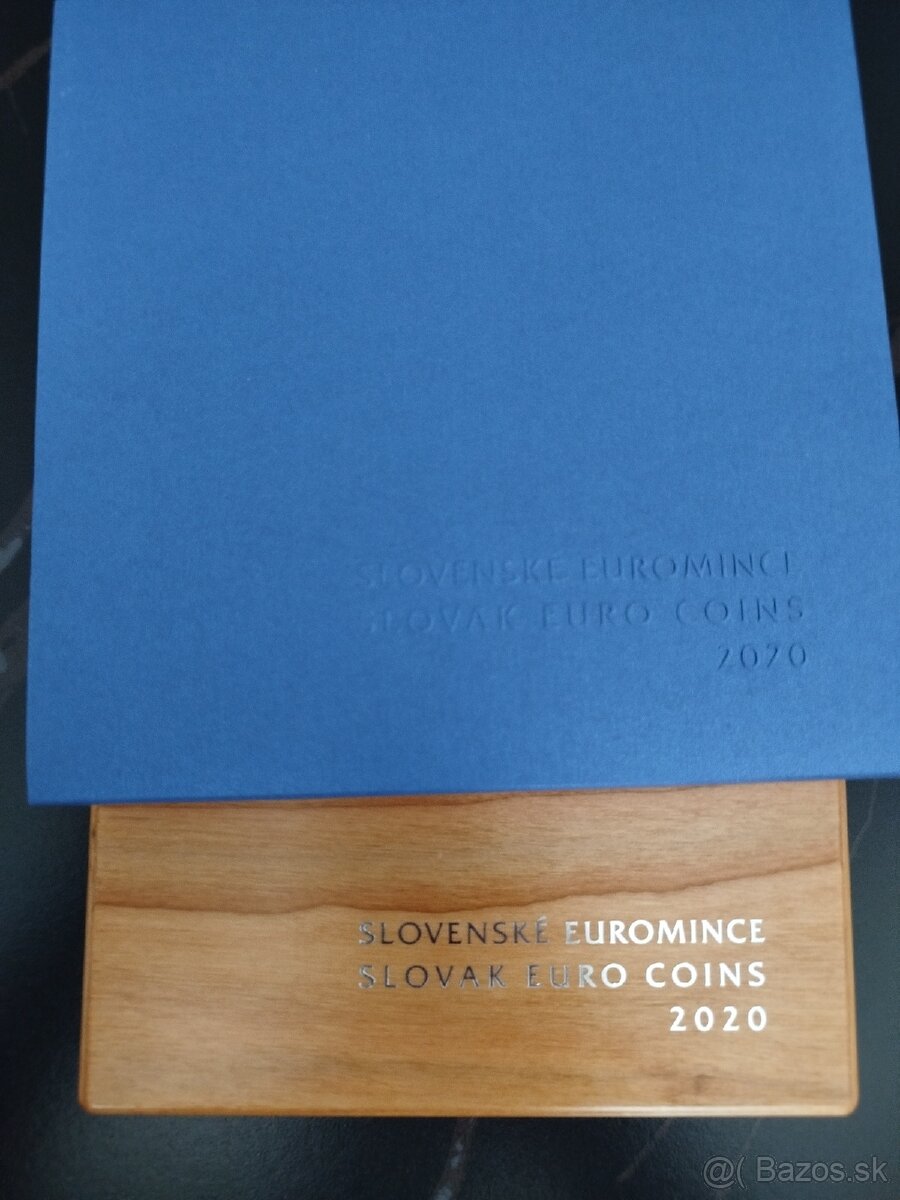 SLOVENSKÉ EUROMINCE
SLOVAK EURO COINS
2020
SLOVENSKÉ EUROMINCE
SLOVAK EURO COINS
2020
@( Bazos.sk